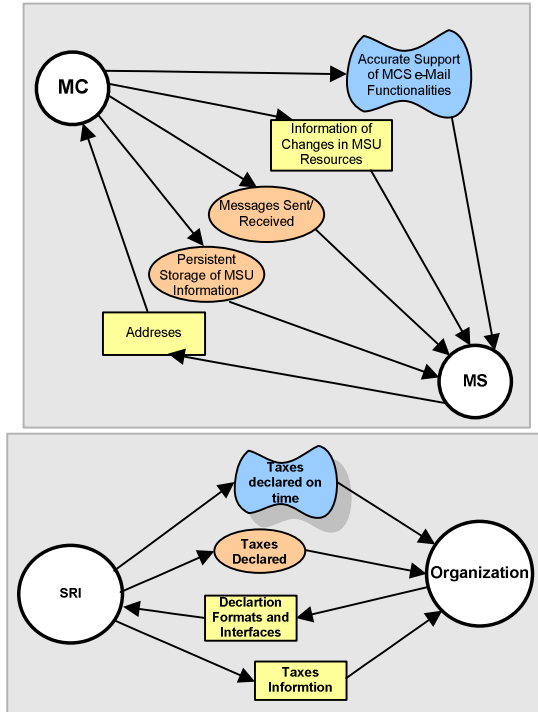 MC
Accurate Support
of MCS e-Mail
Functionalities
Information of
Changes in MSU
Resources
Messages Sent/
Received
Persistent
Storage of MSU
Information
Addreses
MS
Taxes
declared on
time
Taxes
Declared
SRI
Organization
Declartion
Formats and
Interfaces
Taxes
Informtion